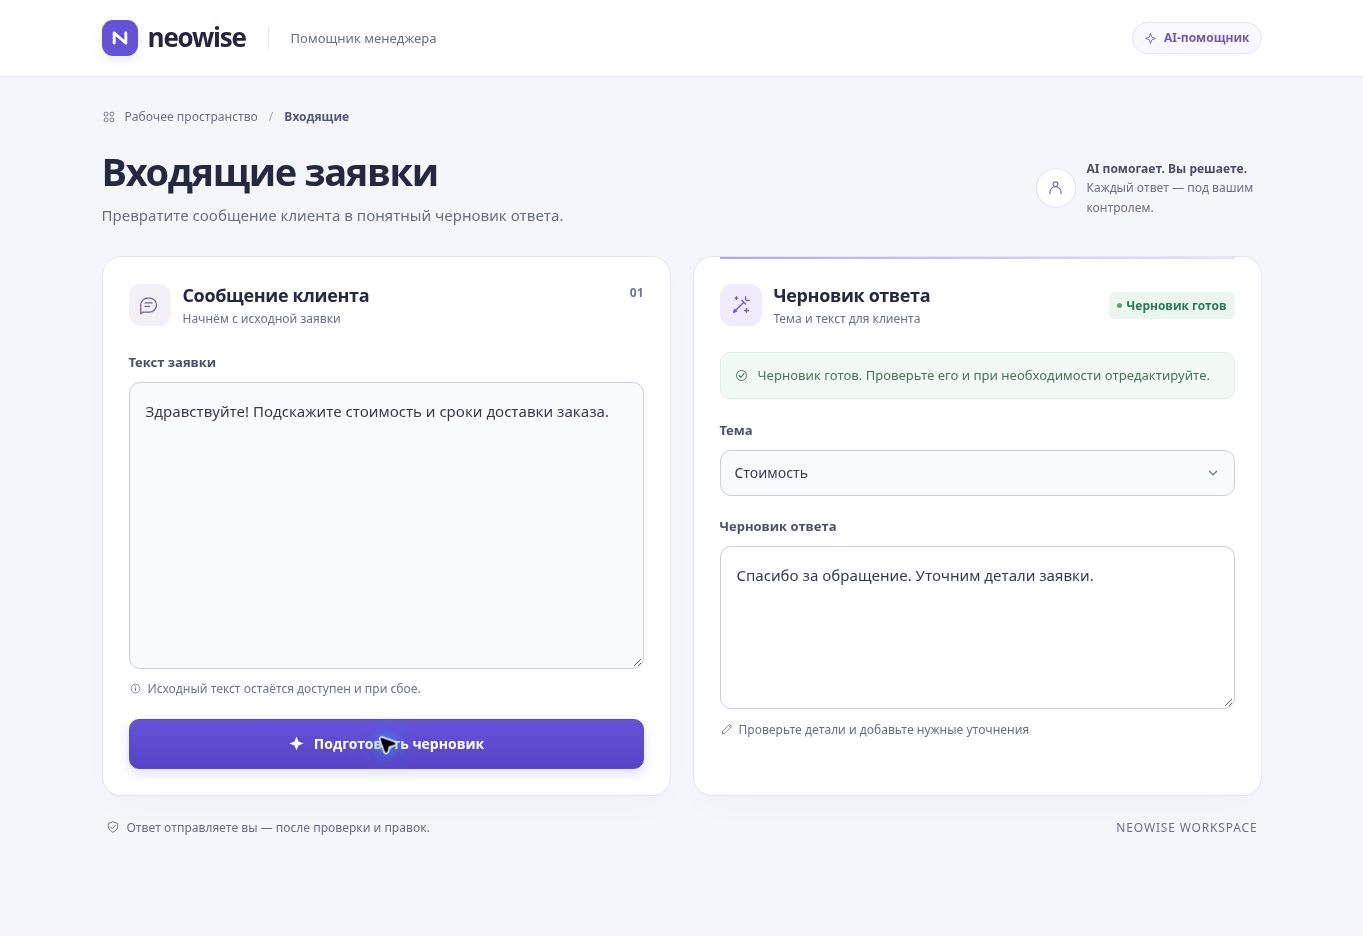 neowise
Помощник менеджера
AI-помощник
Рабочее пространство / Входящие
Входящие заявки
Превратите сообщение клиента в понятный черновик ответа.
AI помогает. Вы решаете.
Каждый ответ — под вашим
контролем.
Сообщение клиента
Начнём с исходной заявки
01
Текст заявки
Здравствуйте! Подскажите стоимость и сроки доставки заказа.
Исходный текст остаётся доступен и при сбое.
Подготовить черновик
Черновик ответа
Тема и текст для клиента
Черновик готов
Черновик готов. Проверьте его и при необходимости отредактируйте.
Тема
Стоимость
Черновик ответа
Спасибо за обращение. Уточним детали заявки.
Проверьте детали и добавьте нужные уточнения
Ответ отправляете вы — после проверки и правок.
NEOWISE WORKSPACE